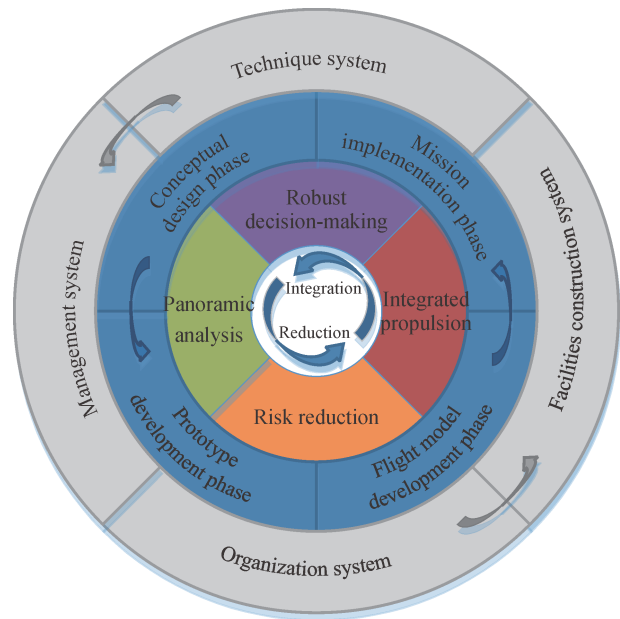 Technique system
Conceptual
design phase
Mission
implementation phase
Robust
decision-making
Management system
Facilities construction system
Panoramic
analysis
Integration
Reduction
Integrated
propulsion
Risk reduction
Prototype
development phase
Flight model
development phase
Organization system